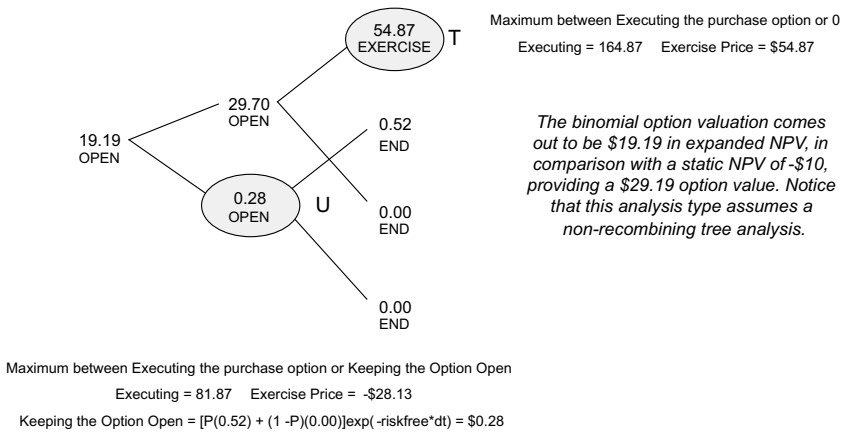 54.87
EXERCISE
T
Maximum between Executing the purchase option or 0
Executing = 164.87 Exercise Price = $54.87
29.70
OPEN
19.19
OPEN
0.52
END
0.28
OPEN
U
0.00
END
0.00
END
The binomial option valuation comes
out to be $19.19 in expanded NPV, in
comparison with a static NPV of -$10,
providing a $29.19 option value. Notice
that this analysis type assumes a
non-recombining tree analysis.
Maximum between Executing the purchase option or Keeping the Option Open
Executing = 81.87 Exercise Price = -$28.13
Keeping the Option Open = [P(0.52) + (1 -P)(0.00)]exp( -riskfree*dt) = $0.28